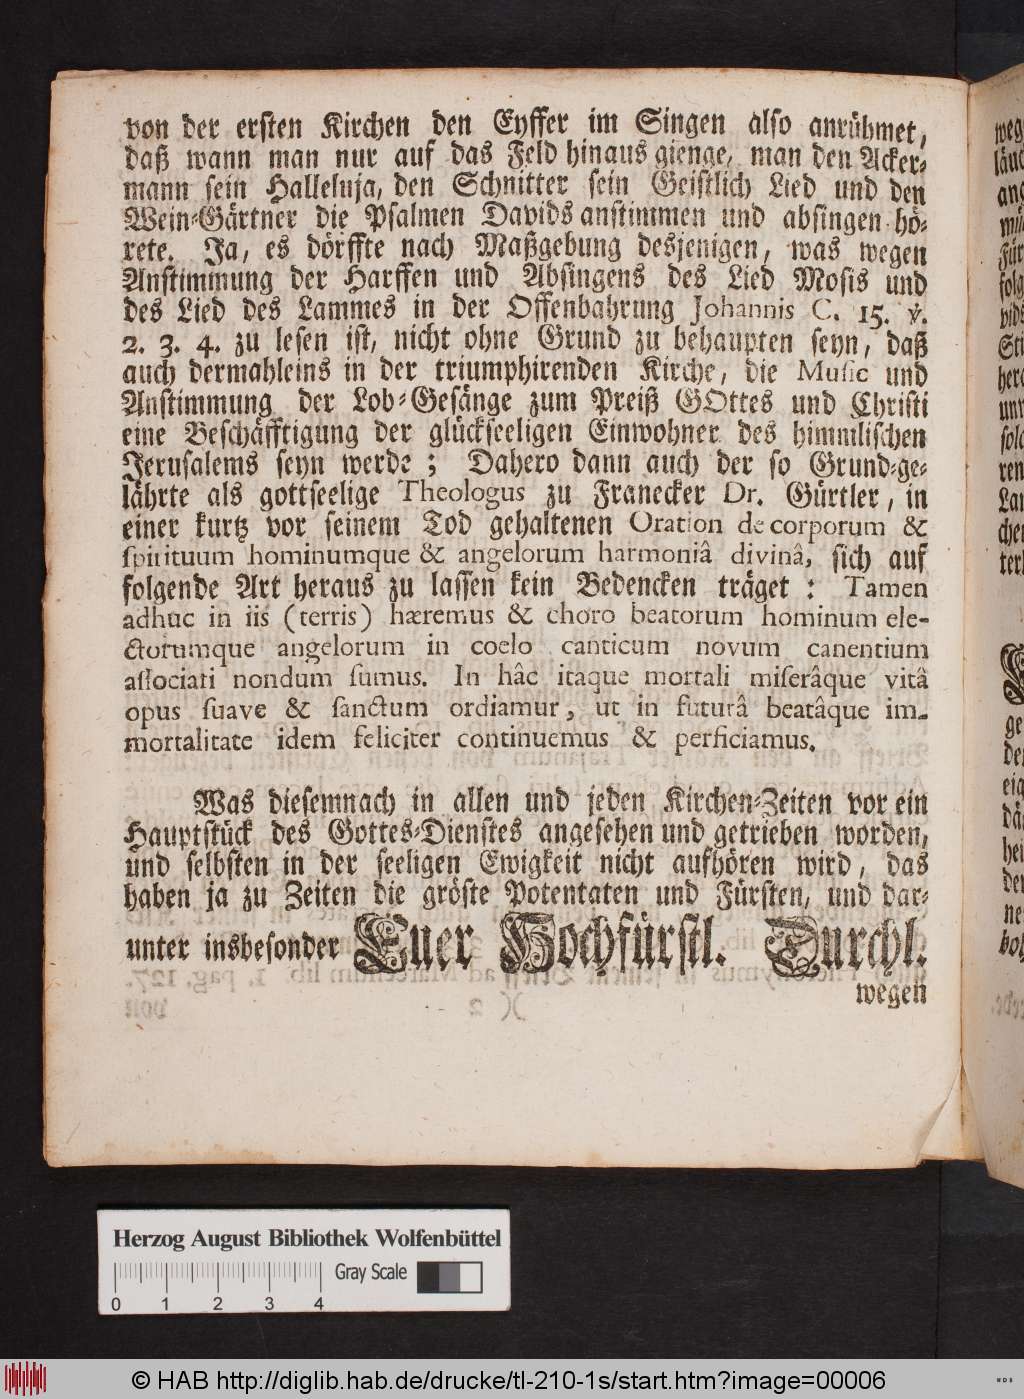 von der ersten Kirchen den Eyffer im Singen also anrühmet,
daß wann man nur auf das Feld hinaus gienge, man den Acker-
mann sein Halleluja, den Schnitter sein Geistlich Lied und den
Wein-Gärtner die Psalmen Davids anstimmen und absingen hö-
rete. Ja, es dörffte nach Maßgebung desjenigen, was wegen
Anstimmung der Harffen und Absingens des Lied Mosis und
des Lied des Lammes in der Offenbahrung Johannis C. 15. ℣.
2. 3. 4. zu lesen ist, nicht ohne Grund zu behaupten seyn, daß
auch dermahleins in der triumphirenden Kirche, die Music und
Anstimmung der Lob-Gesänge zum Preiß GOttes und Christi
eine Beschäfftigung der glückseeligen Einwohner des himmlischen
Jerusalems seyn werde; Dahero dann auch der so Grund-ge-
lährte als gottseelige Theologus zu Franecker Dr. Gürtler, in
einer kurtz vor seinem Tod gehaltenen Oration de corporum &
spirituum hominumque & angelorum harmoniâ divinâ, sich auf
folgende Art heraus zu lassen kein Bedencken träget: Tamen
adhuc in iis (terris) hæremus & choro beatorum hominum ele-
ctorumque angelorum in coelo canticum novum canentium
associati nondum sumus. In hâc itaque mortali miserâque vitâ
opus suave & sanctum ordiamur, ut in futurâ beatâque im-
mortalitate idem feliciter continuemus & perficiamus.
Was diesemnach in allen und jeden Kirchen-Zeiten vor ein
Hauptstück des Gottes-Dienstes angesehen und getrieben worden,
und selbsten in der seeligen Ewigkeit nicht aufhören wird, das
haben ja zu Zeiten die gröste Potentaten und Fürsten, und dar-
unter insbesonder Euer Hochfürstl. Durchl.
wegen
Herzog August Bibliothek Wolfenbüttel
Gray Scale
0 1 2 3 4
© HAB http://diglib.hab.de/drucke/tl-210-1s/start.htm?image=00006